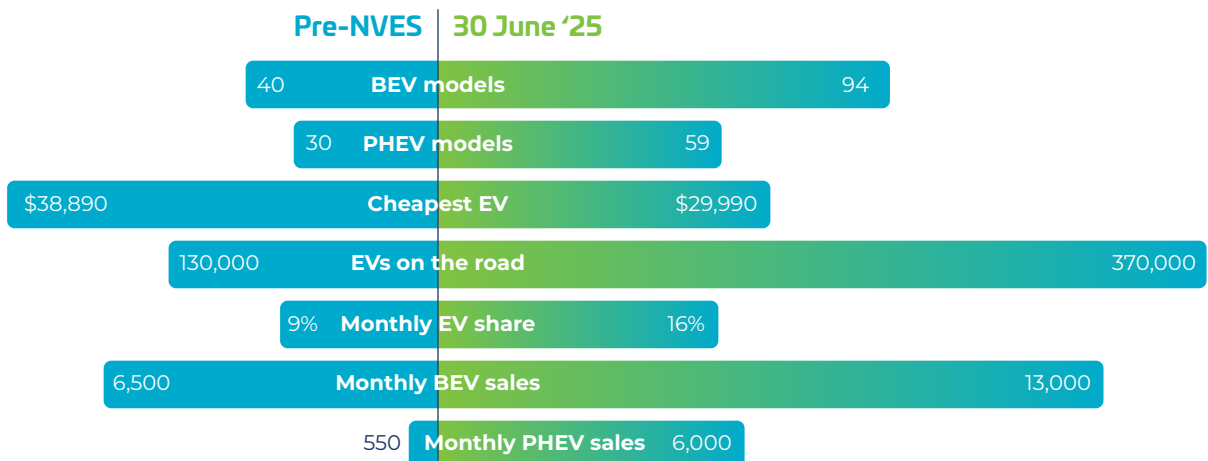 Pre-NVES 30 June ‘25
40 BEV models 94
30 PHEV models 59
$38,890 Cheapest EV $29,990
130,000 EVs on the road 370,000
9% Monthly EV share 16%
6,500 Monthly BEV sales 13,000
550 Monthly PHEV sales 6,000